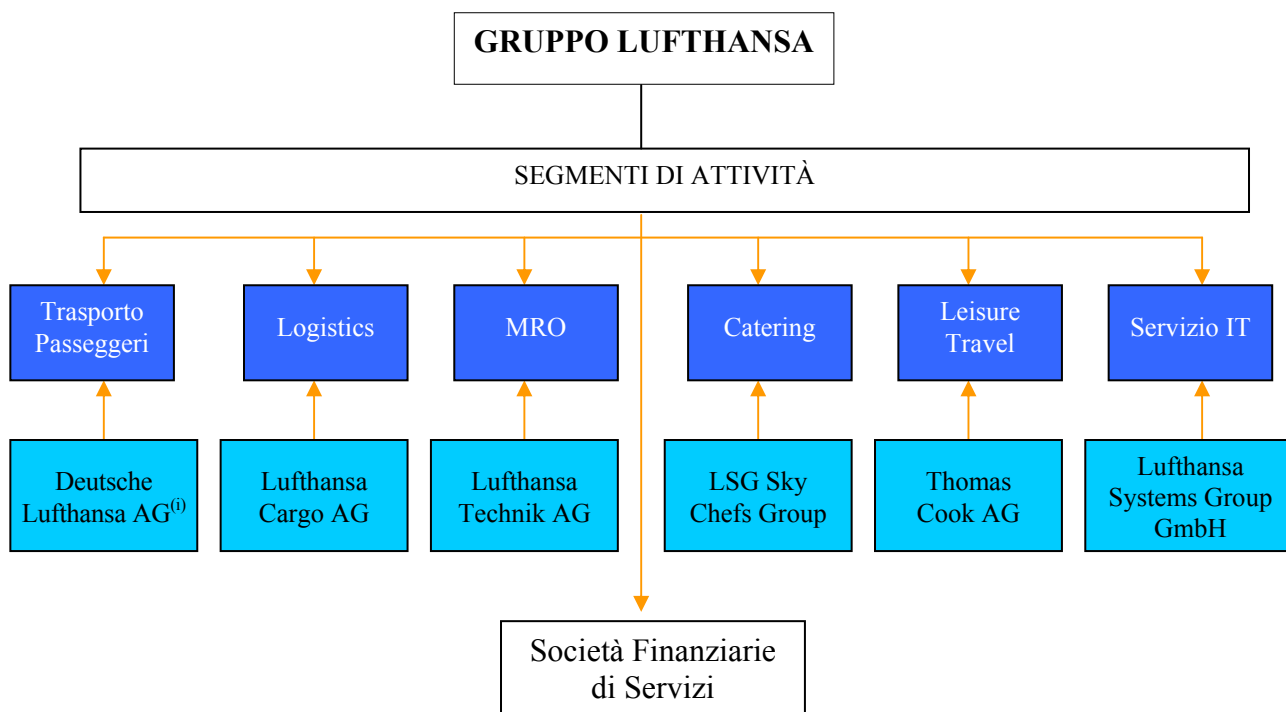 GRUPPO LUFTHANSA
SEGMENTI DI ATTIVITÀ
Trasporto
Passeggeri
Logistics
MRO
Catering
Leisure
Travel
Servizio IT
Deutsche
Lufthansa AG(i)
Lufthansa
Cargo AG
Lufthansa
Technik AG
LSG Sky
Chefs Group
Thomas
Cook AG
Lufthansa
Systems Group
GmbH
Società Finanziarie
di Servizi